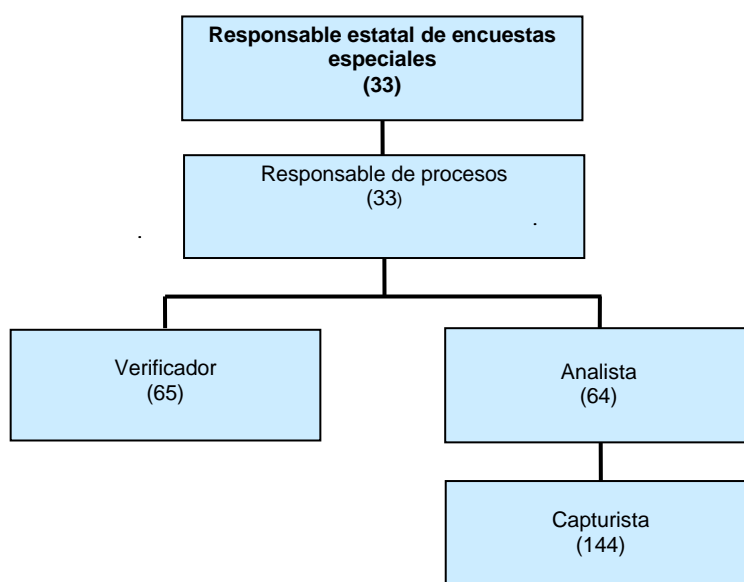 Responsable estatal de encuestas
especiales
(33)
Responsable de procesos
(33)
Verificador
(65)
Analista
(64)
Capturista
(144)